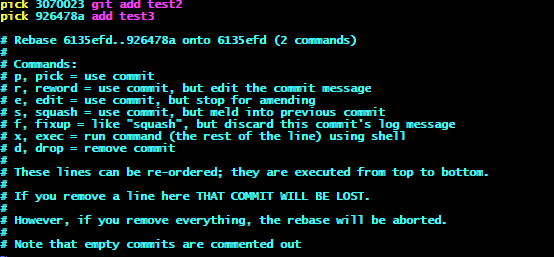 pick 3070023 git add test2
pick 926478a add test3

# Rebase 6135efd..926478a onto 6135efd (2 commands)
#
# Commands:
# p, pick = use commit
# r, reword = use commit, but edit the commit message
# e, edit = use commit, but stop for amending
# s, squash = use commit, but meld into previous commit
# f, fixup = like "squash", but discard this commit's log message
# x, exec = run command (the rest of the line) using shell
# d, drop = remove commit
#
# These lines can be re-ordered; they are executed from top to bottom.
#
# If you remove a line here THAT COMMIT WILL BE LOST.
#
# However, if you remove everything, the rebase will be aborted.
#
# Note that empty commits are commented out